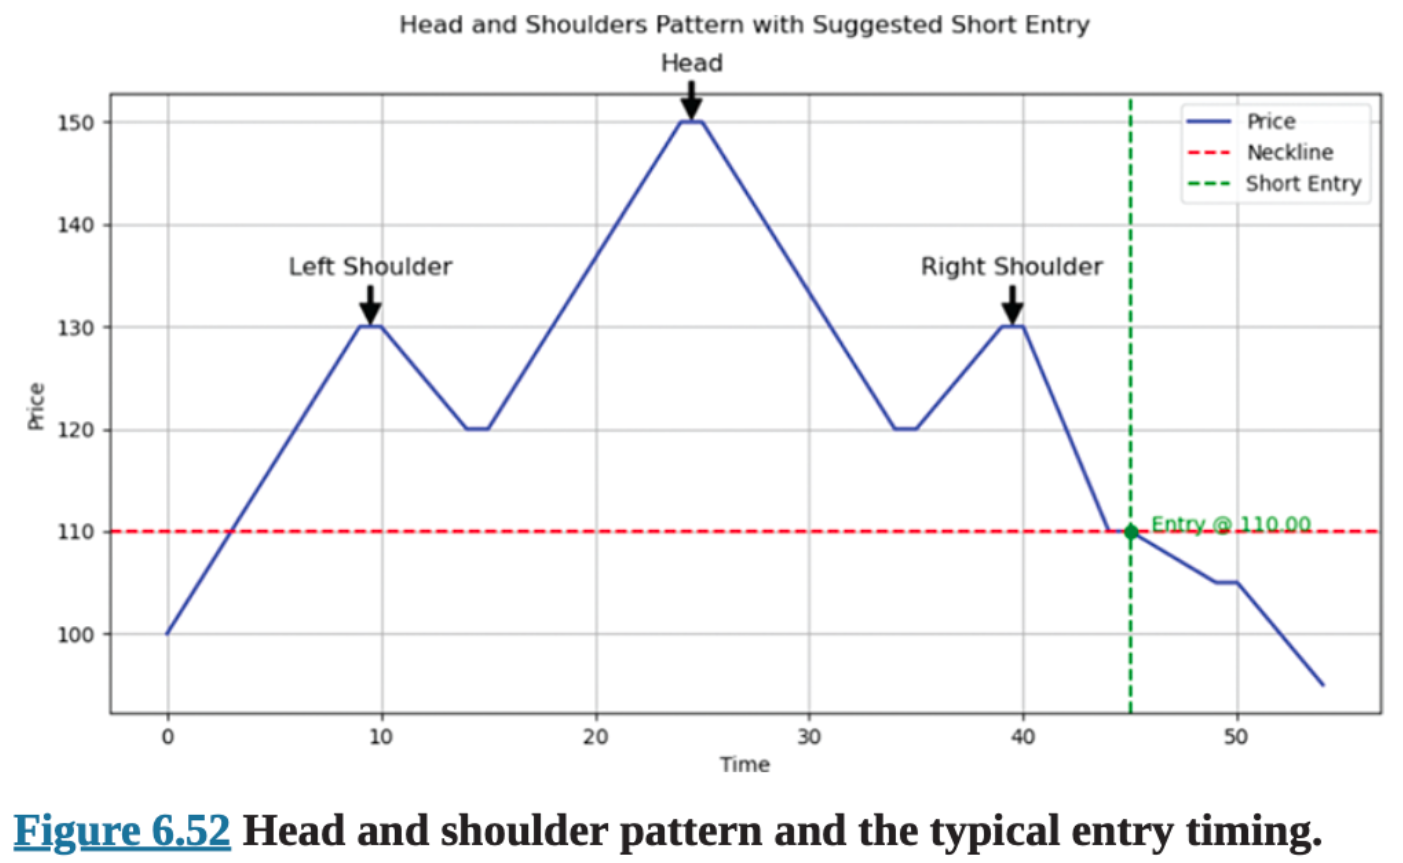 Head and Shoulders Pattern with Suggested Short Entry
Head
Left Shoulder
Right Shoulder
Price
Neckline
Short Entry
Entry @ 110.00
150
140
130
120
110
100
Price
0 10 20 30 40 50
Time
Figure 6.52 Head and shoulder pattern and the typical entry timing.